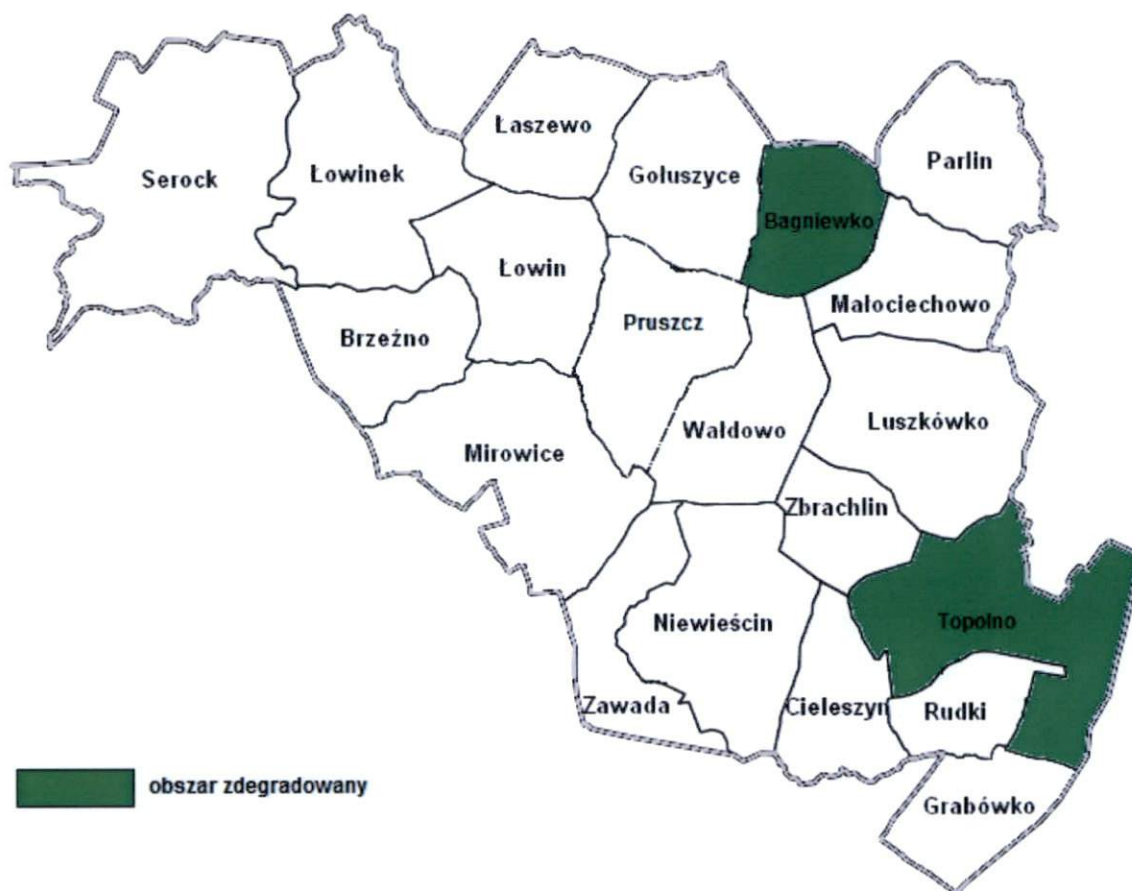 Łaszewo
Parlin
Serock
Łowinek
Gołuszyce
Bagniewko
Łowin
Małociechowo
Pruszcz
Brzeźno
Luszkówko
Wałdowo
Mirowice
Zbrachlin
Topolno
Niewieścin
Zawada
Cieleszyn
Rudki
obszar zdegradowany
Grabówko